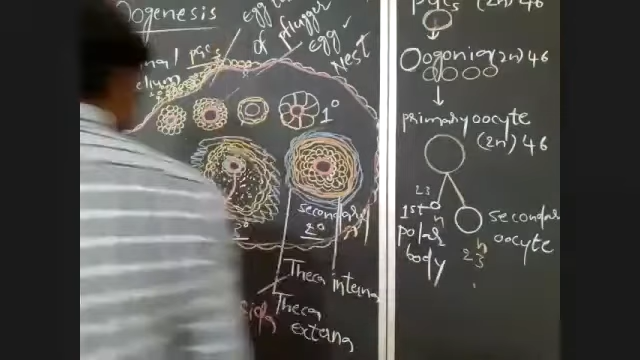 Oogenesis
egg
of pfluger
egg
Nest
PGCs
1°
secondary
2°
3°
Theca interna
Theca
externa
PGCs (2n) 46
Oogonia (2n) 46
primary oocyte
(2n) 46
23
n
1st
polar
body
secondary
oocyte
n
23